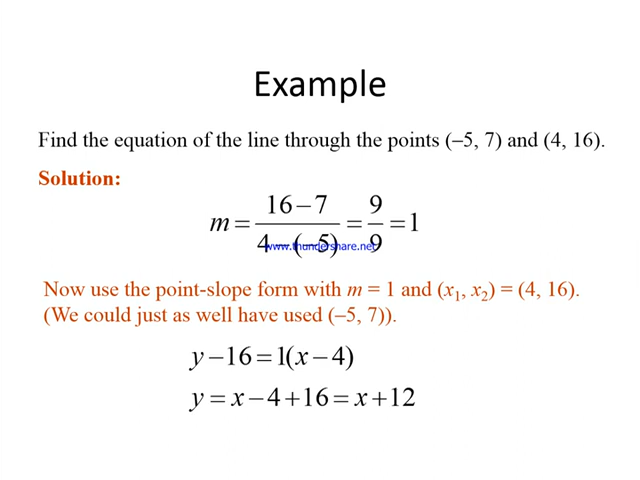 Example
Find the equation of the line through the points (–5, 7) and (4, 16).
Solution:
m = (16 – 7)/(4 – (–5)) = 9/9 = 1
www.thundershare.net
Now use the point-slope form with m = 1 and (x₁, x₂) = (4, 16).
(We could just as well have used (–5, 7)).
y – 16 = 1(x – 4)
y = x – 4 + 16 = x + 12